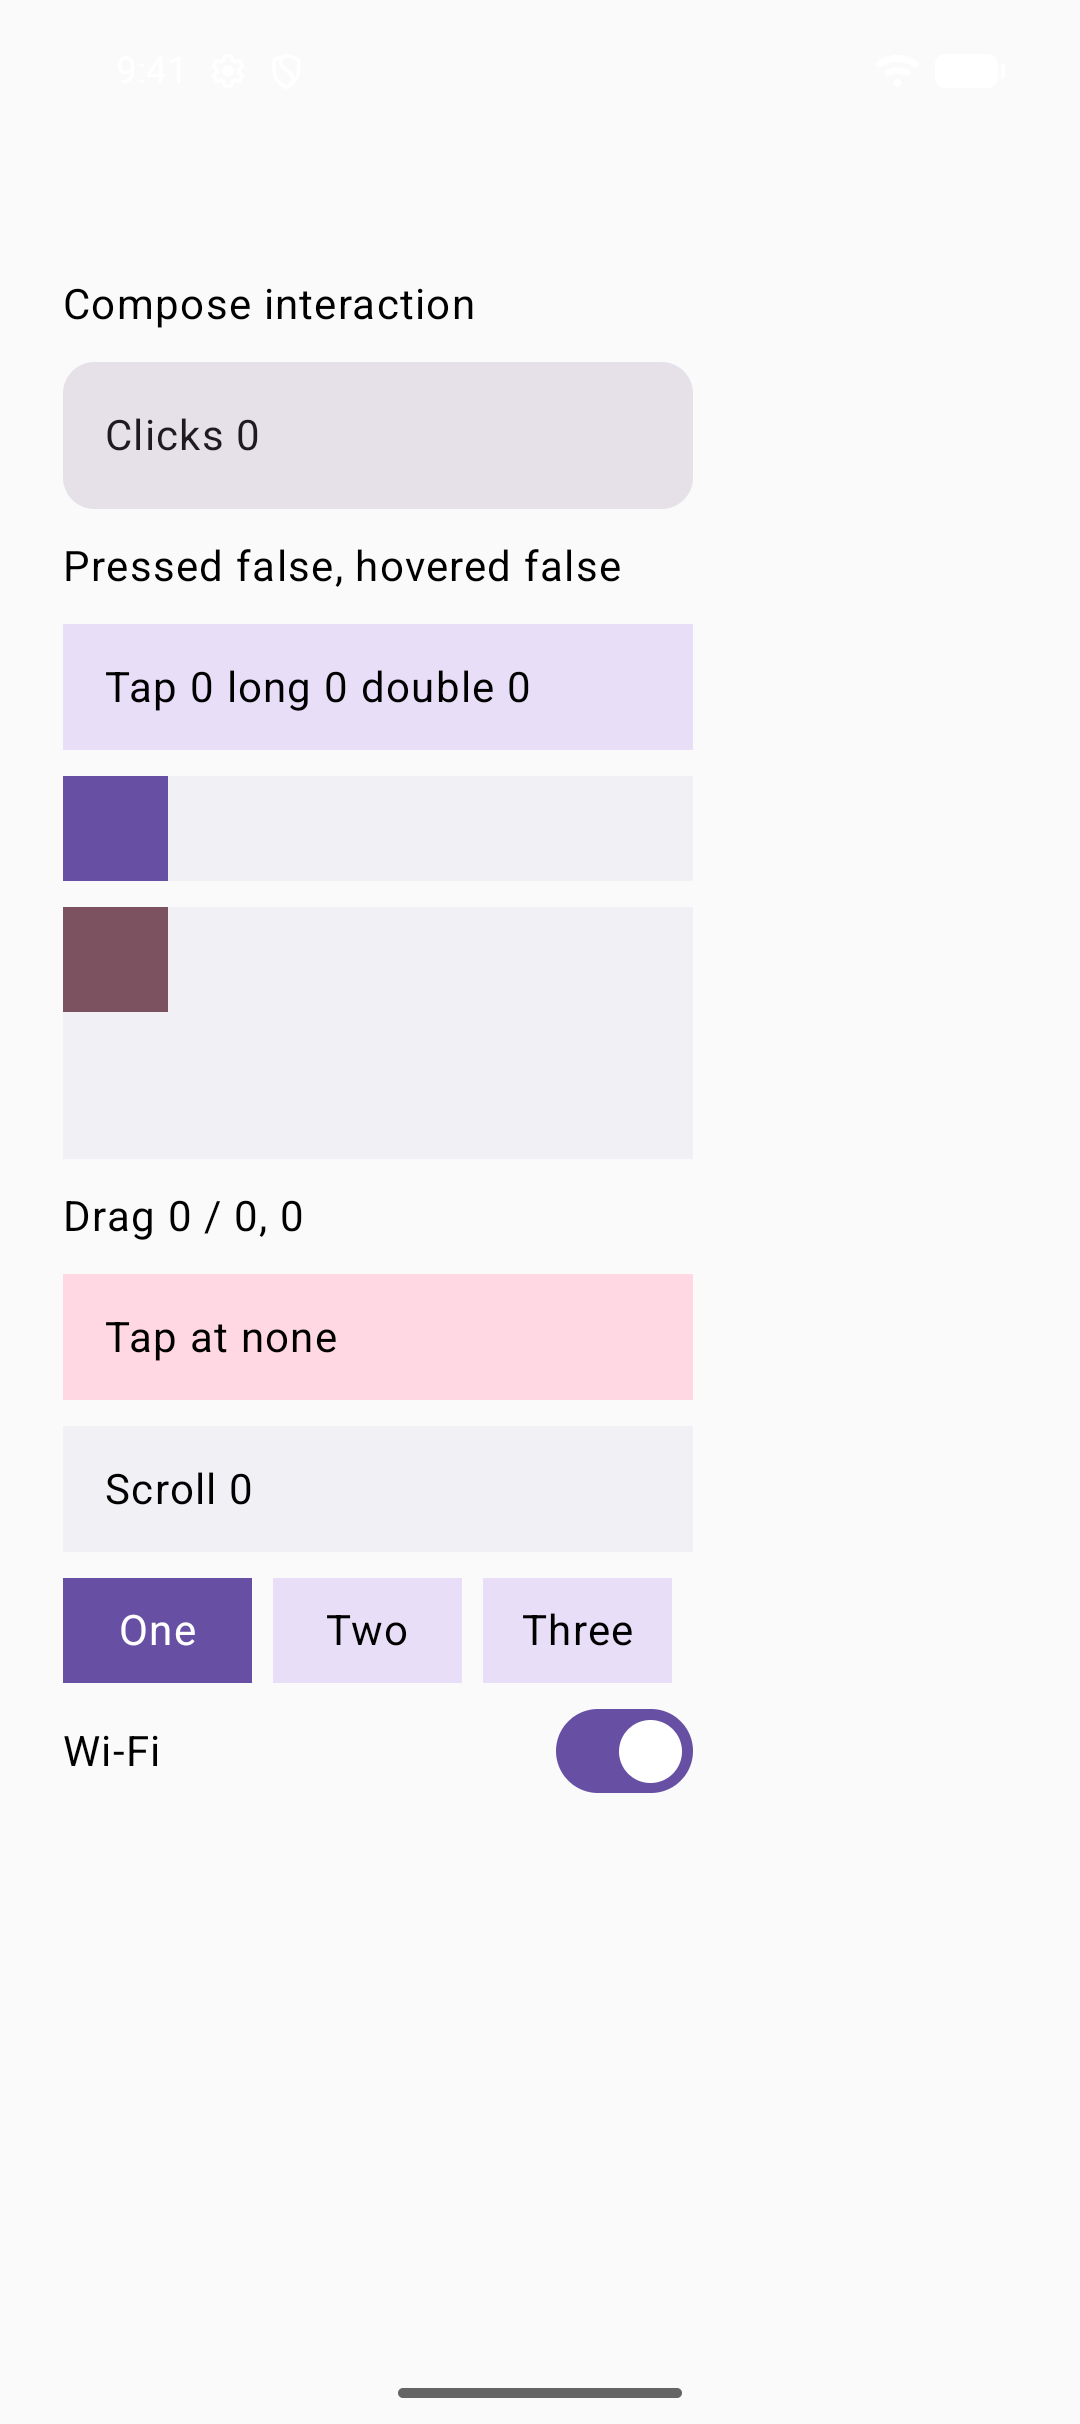 9:41
Compose interaction
Clicks 0
Pressed false, hovered false
Tap 0 long 0 double 0
Drag 0 / 0, 0
Tap at none
Scroll 0
One Two Three
Wi-Fi